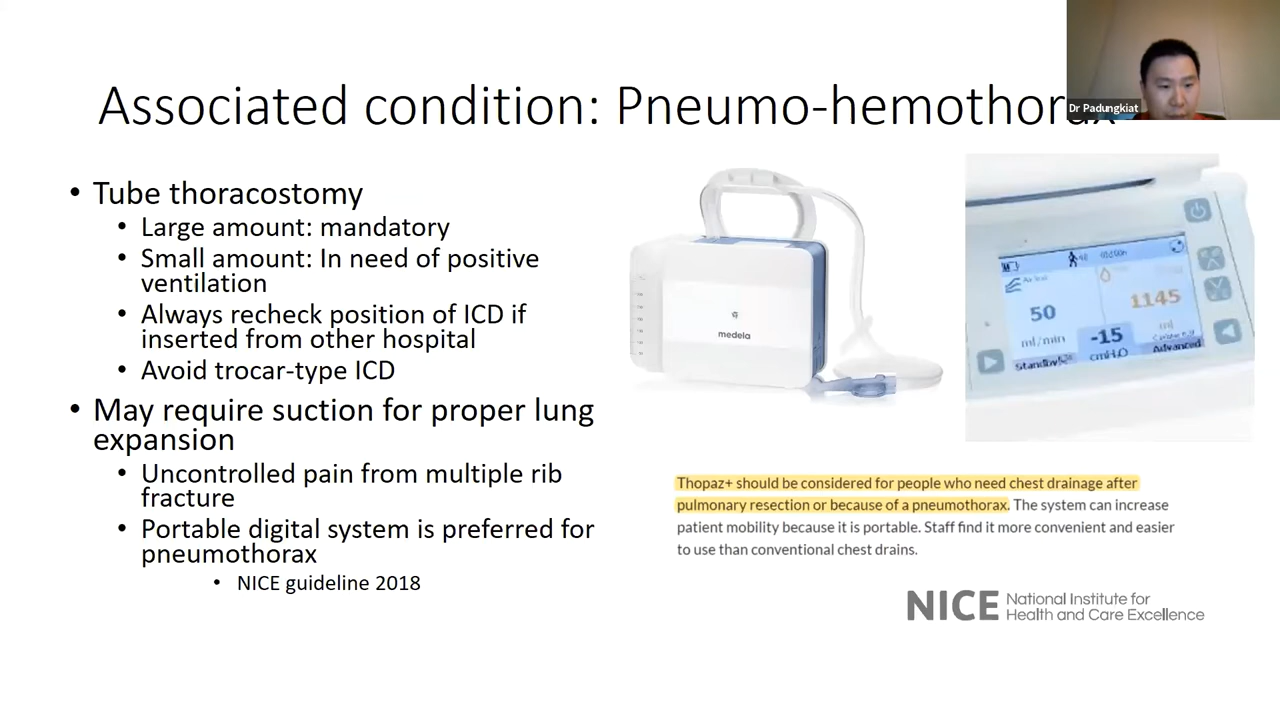 Dr Padungkiat
Associated condition: Pneumo-hemothorax
• Tube thoracostomy
• Large amount: mandatory
• Small amount: In need of positive
ventilation
• Always recheck position of ICD if
inserted from other hospital
• Avoid trocar-type ICD
• May require suction for proper lung
expansion
• Uncontrolled pain from multiple rib
fracture
• Portable digital system is preferred for
pneumothorax
• NICE guideline 2018
medela
Air leak
50
ml/min
1145
ml
-15
cmH₂O
Standby
Advanced
Thopaz+ should be considered for people who need chest drainage after
pulmonary resection or because of a pneumothorax. The system can increase
patient mobility because it is portable. Staff find it more convenient and easier
to use than conventional chest drains.
NICE National Institute for
Health and Care Excellence